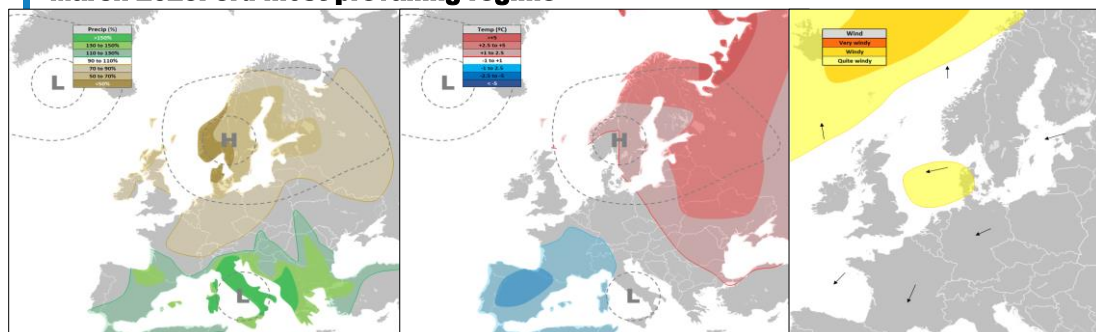 March 2026: 3rd most prevailing regime
Precip (%)
>150%
130 to 150%
110 to 130%
90 to 110%
70 to 90%
50 to 70%
<50%
L
H
L
Temp (ºC)
>+5
+2.5 to +5
+1 to 2.5
-1 to +1
-1 to 2.5
-2.5 to -5
< -5
L
H
L
Wind
Very windy
Windy
Quite windy